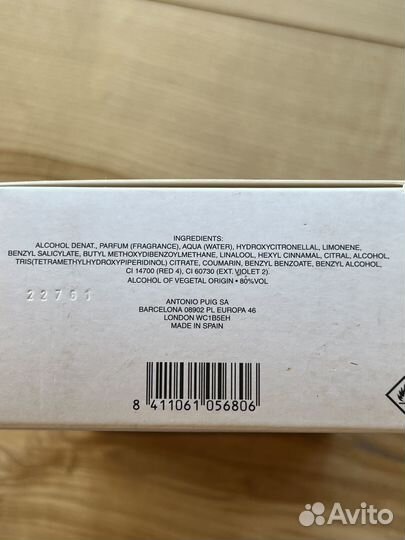 INGREDIENTS:
ALCOHOL DENAT., PARFUM (FRAGRANCE), AQUA (WATER), HYDROXYCITRONELLAL, LIMONENE,
BENZYL SALICYLATE, BUTYL METHOXYDIBENZOYLMETHANE, LINALOOL, HEXYL CINNAMAL, CITRAL, ALCOHOL,
TRIS(TETRAMETHYLHYDROXYPIPERIDINOL) CITRATE, COUMARIN, BENZYL BENZOATE, BENZYL ALCOHOL,
CI 14700 (RED 4), CI 60730 (EXT. VIOLET 2).
ALCOHOL OF VEGETAL ORIGIN • 80%VOL
22761
ANTONIO PUIG SA
BARCELONA 08902 PL EUROPA 46
LONDON WC1B5EH
MADE IN SPAIN
8 411061 056806
Avito